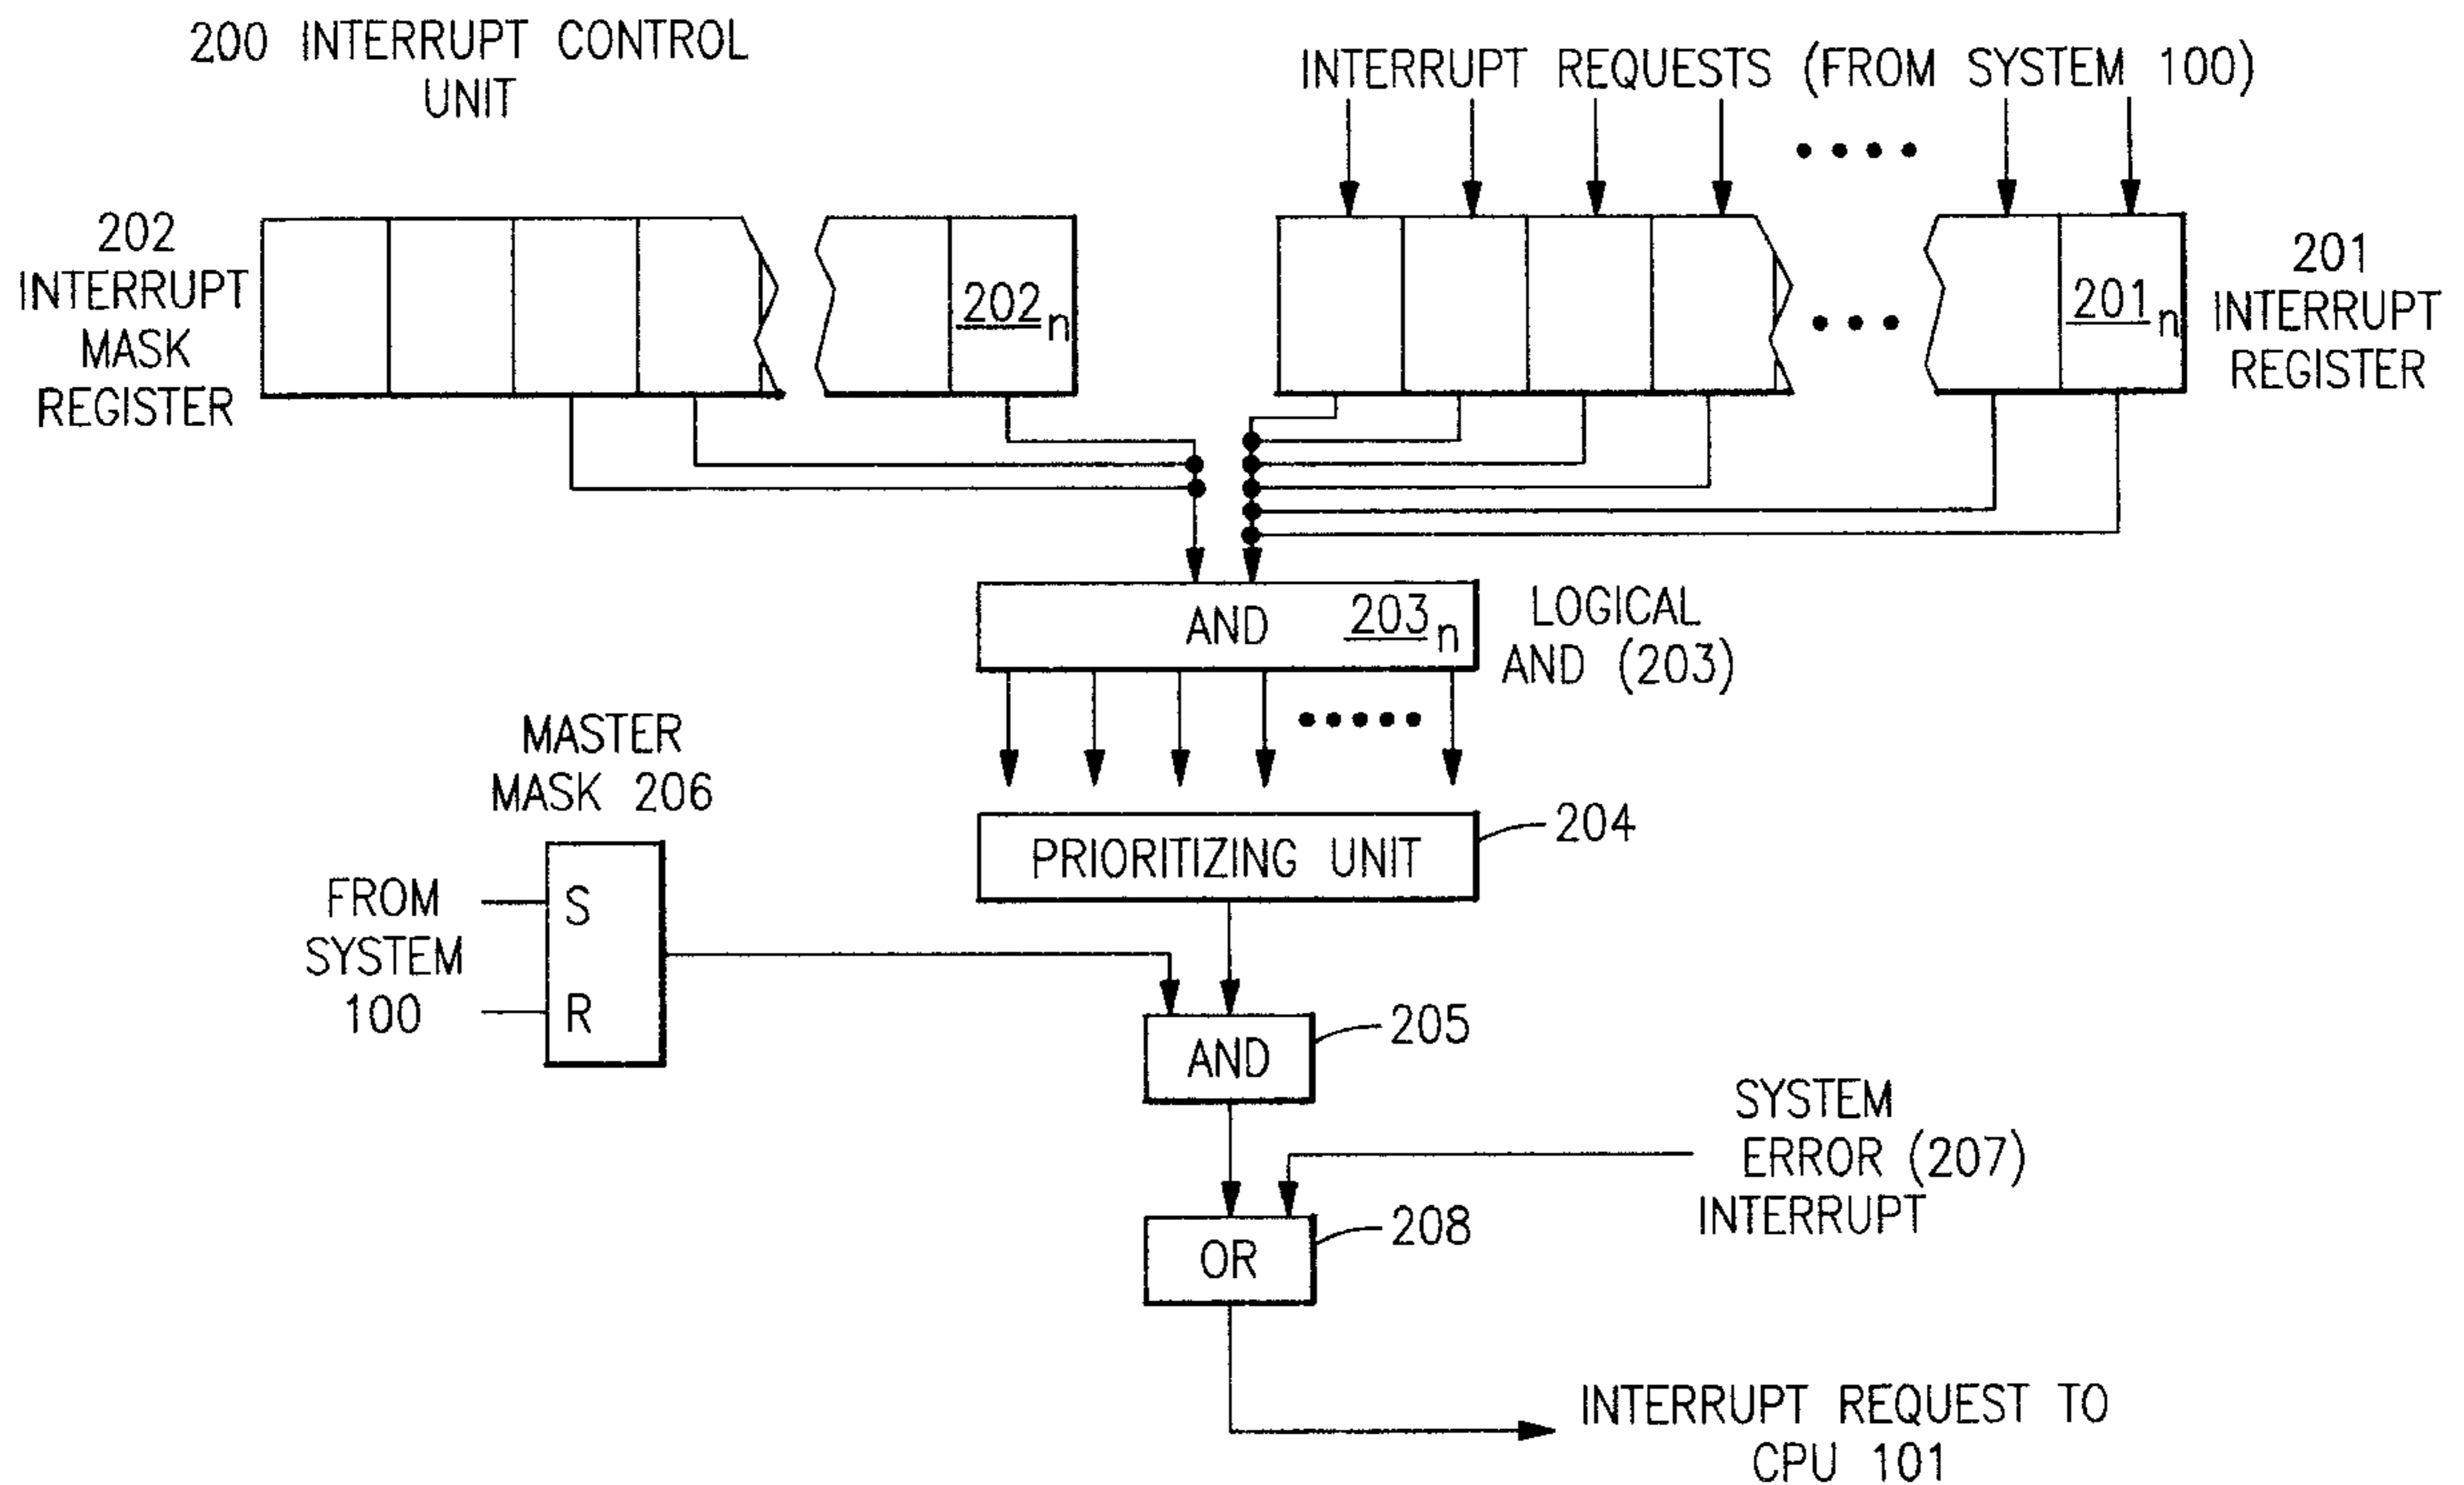 200 INTERRUPT CONTROL
UNIT
INTERRUPT REQUESTS (FROM SYSTEM 100)
202
INTERRUPT
MASK
REGISTER
202n
201n
201
INTERRUPT
REGISTER
AND 203n
LOGICAL
AND (203)
MASTER
MASK 206
PRIORITIZING UNIT
204
FROM
SYSTEM
100
S
R
AND
205
SYSTEM
ERROR (207)
INTERRUPT
OR
208
INTERRUPT REQUEST TO
CPU 101